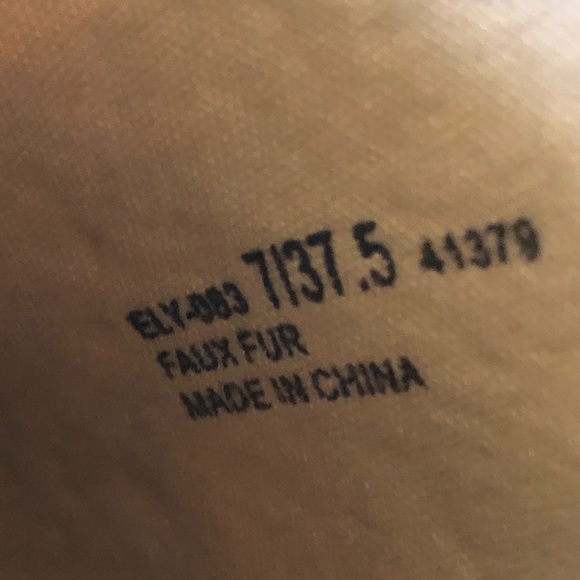 ELY-083 7/37.5 41379
FAUX FUR
MADE IN CHINA